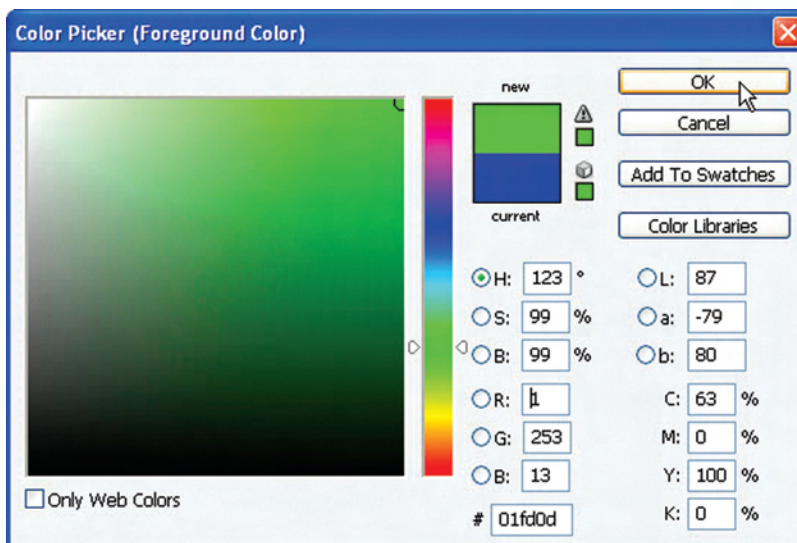 Color Picker (Foreground Color)
new
current
OK
Cancel
Add To Swatches
Color Libraries
H: 123 °
S: 99 %
B: 99 %
R: 1
G: 253
B: 13
# 01fd0d
L: 87
a: -79
b: 80
C: 63 %
M: 0 %
Y: 100 %
K: 0 %
Only Web Colors